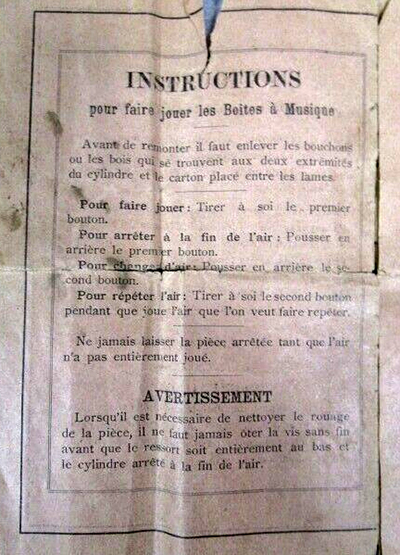 INSTRUCTIONS
pour faire jouer les Boites à Musique
Avant de remonter il faut enlever les bouchons
ou les bois qui se trouvent aux deux extrémités
du cylindre et le carton placé entre les lames.
Pour faire jouer: Tirer à soi le premier
bouton.
Pour arrêter à la fin de l'air: Pousser en
arrière le premier bouton.
Pour changer d'air: Pousser en arrière le se-
cond bouton.
Pour répéter l'air: Tirer à soi le second bouton
pendant que joue l'air que l'on veut faire repéter.
Ne jamais laisser la pièce arrêtée tant que l'air
n'a pas entièrement joué.
AVERTISSEMENT
Lorsqu'il est nécessaire de nettoyer le rouage
de la pièce, il ne faut jamais ôter la vis sans fin
avant que le ressort soit entièrement au bas et
le cylindre arrêté à la fin de l'air.